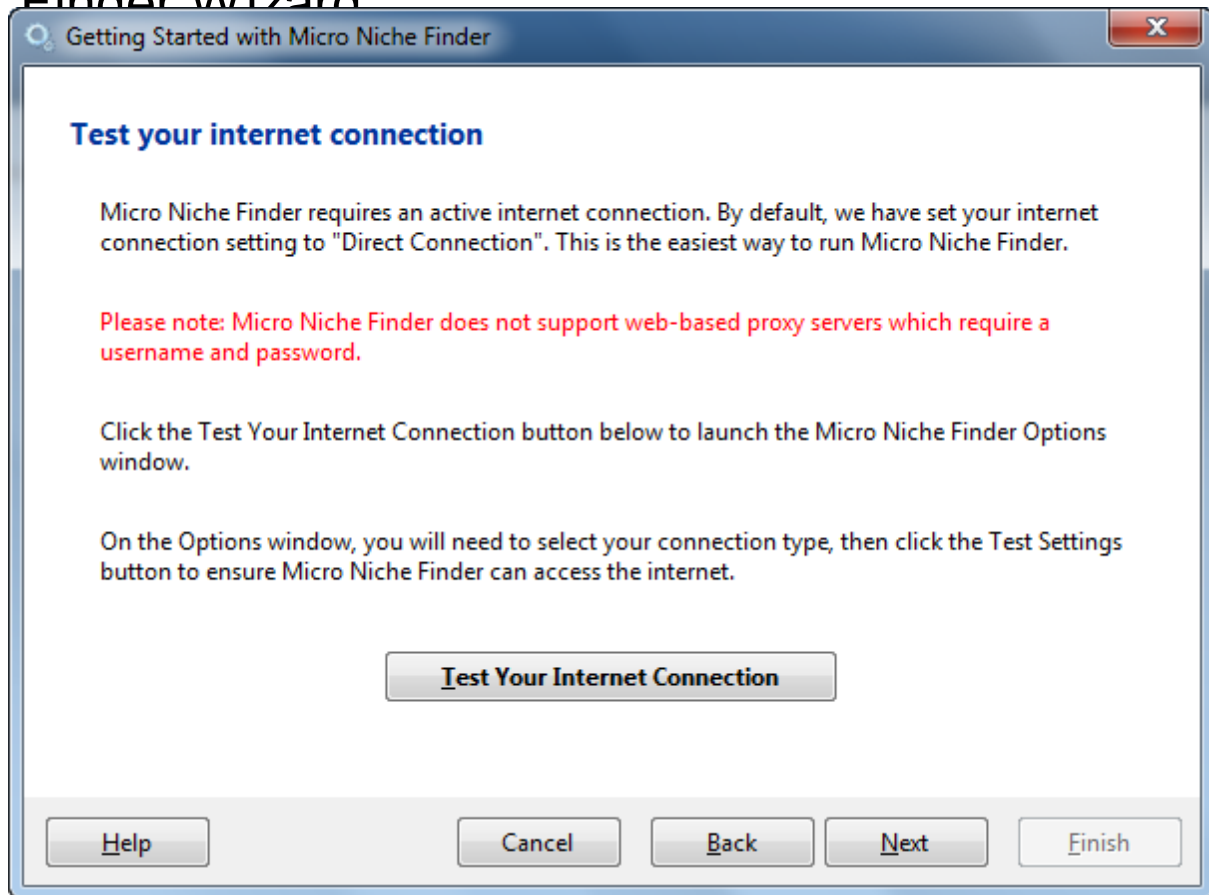 Finder Wizard
Getting Started with Micro Niche Finder
Test your internet connection
Micro Niche Finder requires an active internet connection. By default, we have set your internet
connection setting to "Direct Connection". This is the easiest way to run Micro Niche Finder.
Please note: Micro Niche Finder does not support web-based proxy servers which require a
username and password.
Click the Test Your Internet Connection button below to launch the Micro Niche Finder Options
window.
On the Options window, you will need to select your connection type, then click the Test Settings
button to ensure Micro Niche Finder can access the internet.
Test Your Internet Connection
Help Cancel Back Next Finish